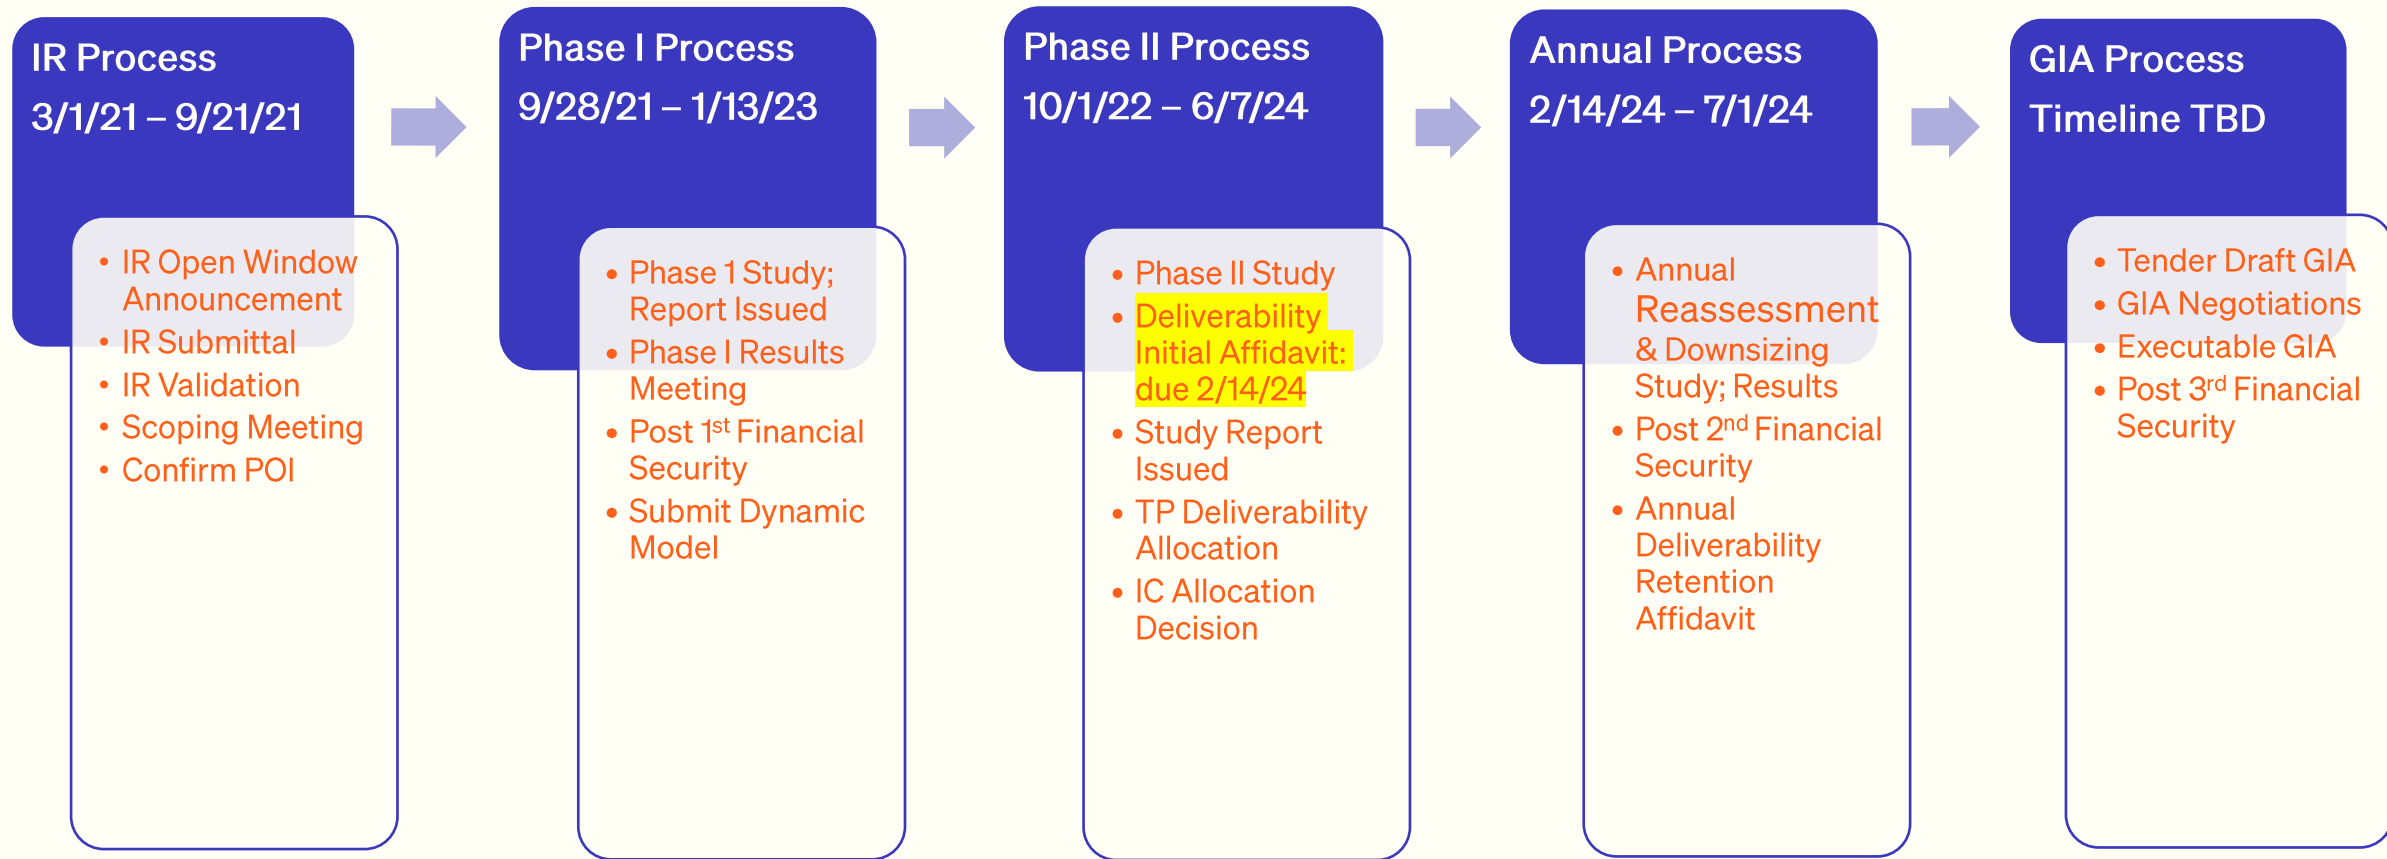 IR Process
3/1/21 – 9/21/21
• IR Open Window
Announcement
• IR Submittal
• IR Validation
• Scoping Meeting
• Confirm POI
Phase I Process
9/28/21 – 1/13/23
• Phase 1 Study;
Report Issued
• Phase I Results
Meeting
• Post 1st Financial
Security
• Submit Dynamic
Model
Phase II Process
10/1/22 – 6/7/24
• Phase II Study
• Deliverability
Initial Affidavit:
due 2/14/24
• Study Report
Issued
• TP Deliverability
Allocation
• IC Allocation
Decision
Annual Process
2/14/24 – 7/1/24
• Annual
Reassessment
& Downsizing
Study; Results
• Post 2nd Financial
Security
• Annual
Deliverability
Retention
Affidavit
GIA Process
Timeline TBD
• Tender Draft GIA
• GIA Negotiations
• Executable GIA
• Post 3rd Financial
Security